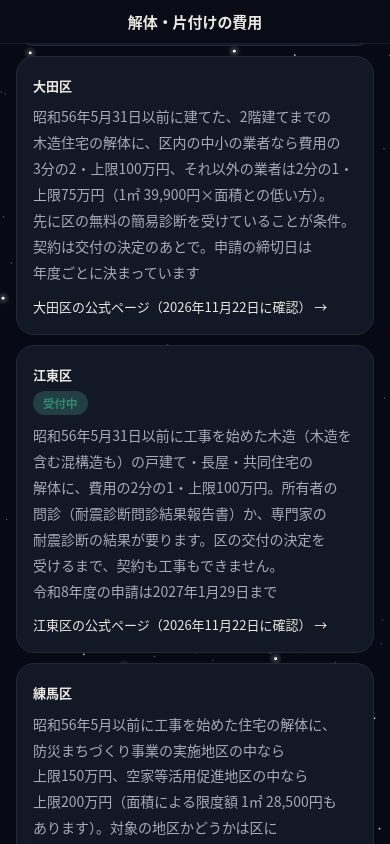 解体・片付けの費用
大田区
昭和56年5月31日以前に建てた、2階建てまでの
木造住宅の解体に、区内の中小の業者なら費用の
3分の2・上限100万円、それ以外の業者は2分の1・
上限75万円（1㎡ 39,900円×面積との低い方）。
先に区の無料の簡易診断を受けていることが条件。
契約は交付の決定のあとで。申請の締切日は
年度ごとに決まっています
大田区の公式ページ（2026年11月22日に確認） →
江東区
受付中
昭和56年5月31日以前に工事を始めた木造（木造を
含む混構造も）の戸建て・長屋・共同住宅の
解体に、費用の2分の1・上限100万円。所有者の
問診（耐震診断問診結果報告書）か、専門家の
耐震診断の結果が要ります。区の交付の決定を
受けるまで、契約も工事もできません。
令和8年度の申請は2027年1月29日まで
江東区の公式ページ（2026年11月22日に確認） →
練馬区
昭和56年5月以前に工事を始めた住宅の解体に、
防災まちづくり事業の実施地区の中なら
上限150万円、空家等活用促進地区の中なら
上限200万円（面積による限度額 1㎡ 28,500円も
あります）。対象の地区かどうかは区に